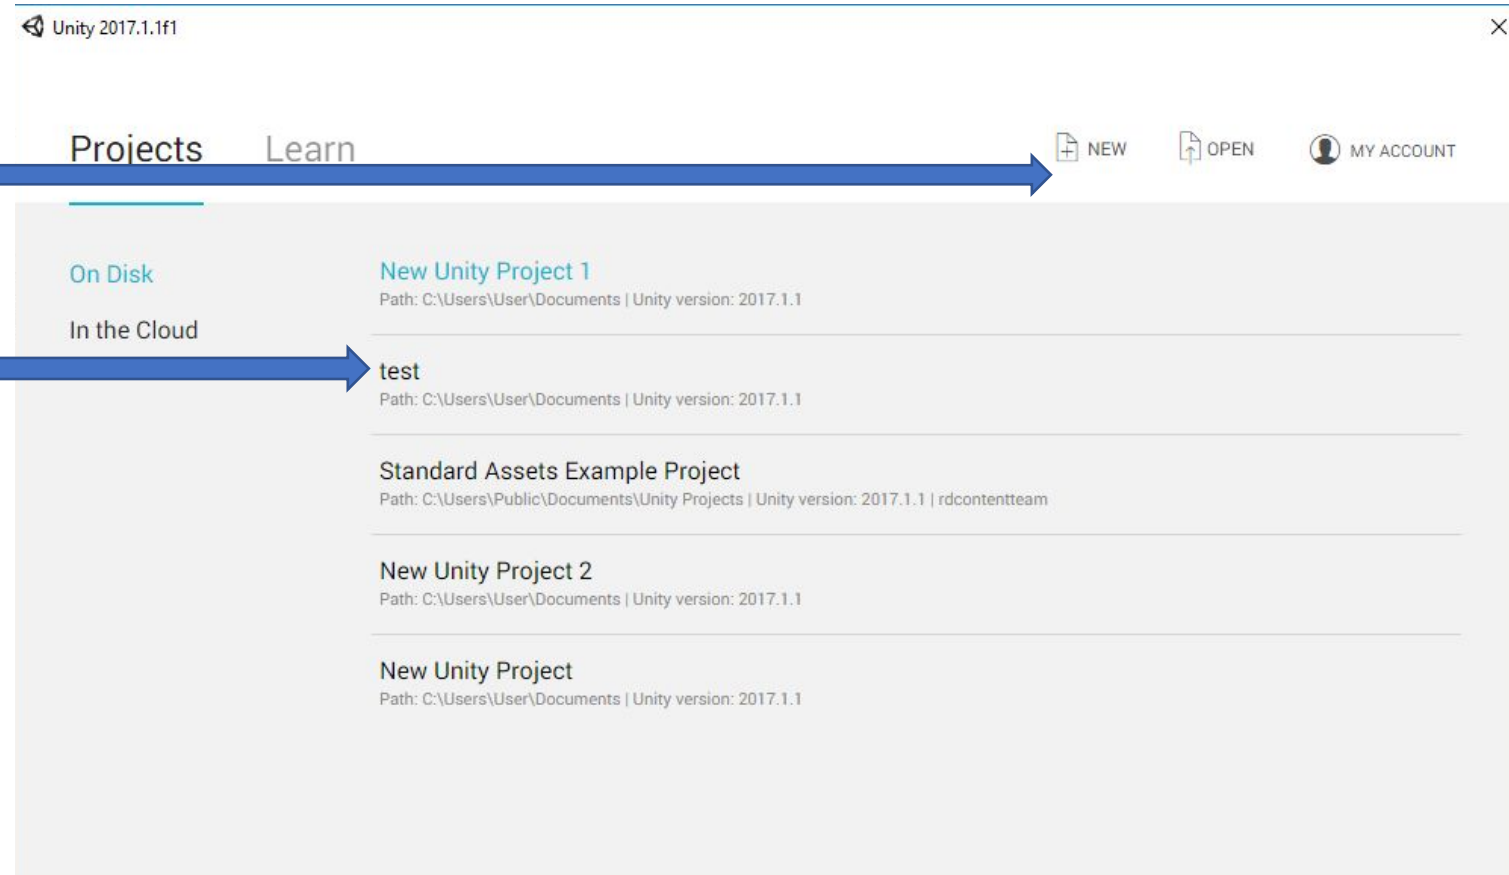 Unity 2017.1.1f1
Projects Learn NEW OPEN MY ACCOUNT
On Disk
In the Cloud
New Unity Project 1
Path: C:\Users\User\Documents | Unity version: 2017.1.1
test
Path: C:\Users\User\Documents | Unity version: 2017.1.1
Standard Assets Example Project
Path: C:\Users\Public\Documents\Unity Projects | Unity version: 2017.1.1 | rdcontentteam
New Unity Project 2
Path: C:\Users\User\Documents | Unity version: 2017.1.1
New Unity Project
Path: C:\Users\User\Documents | Unity version: 2017.1.1